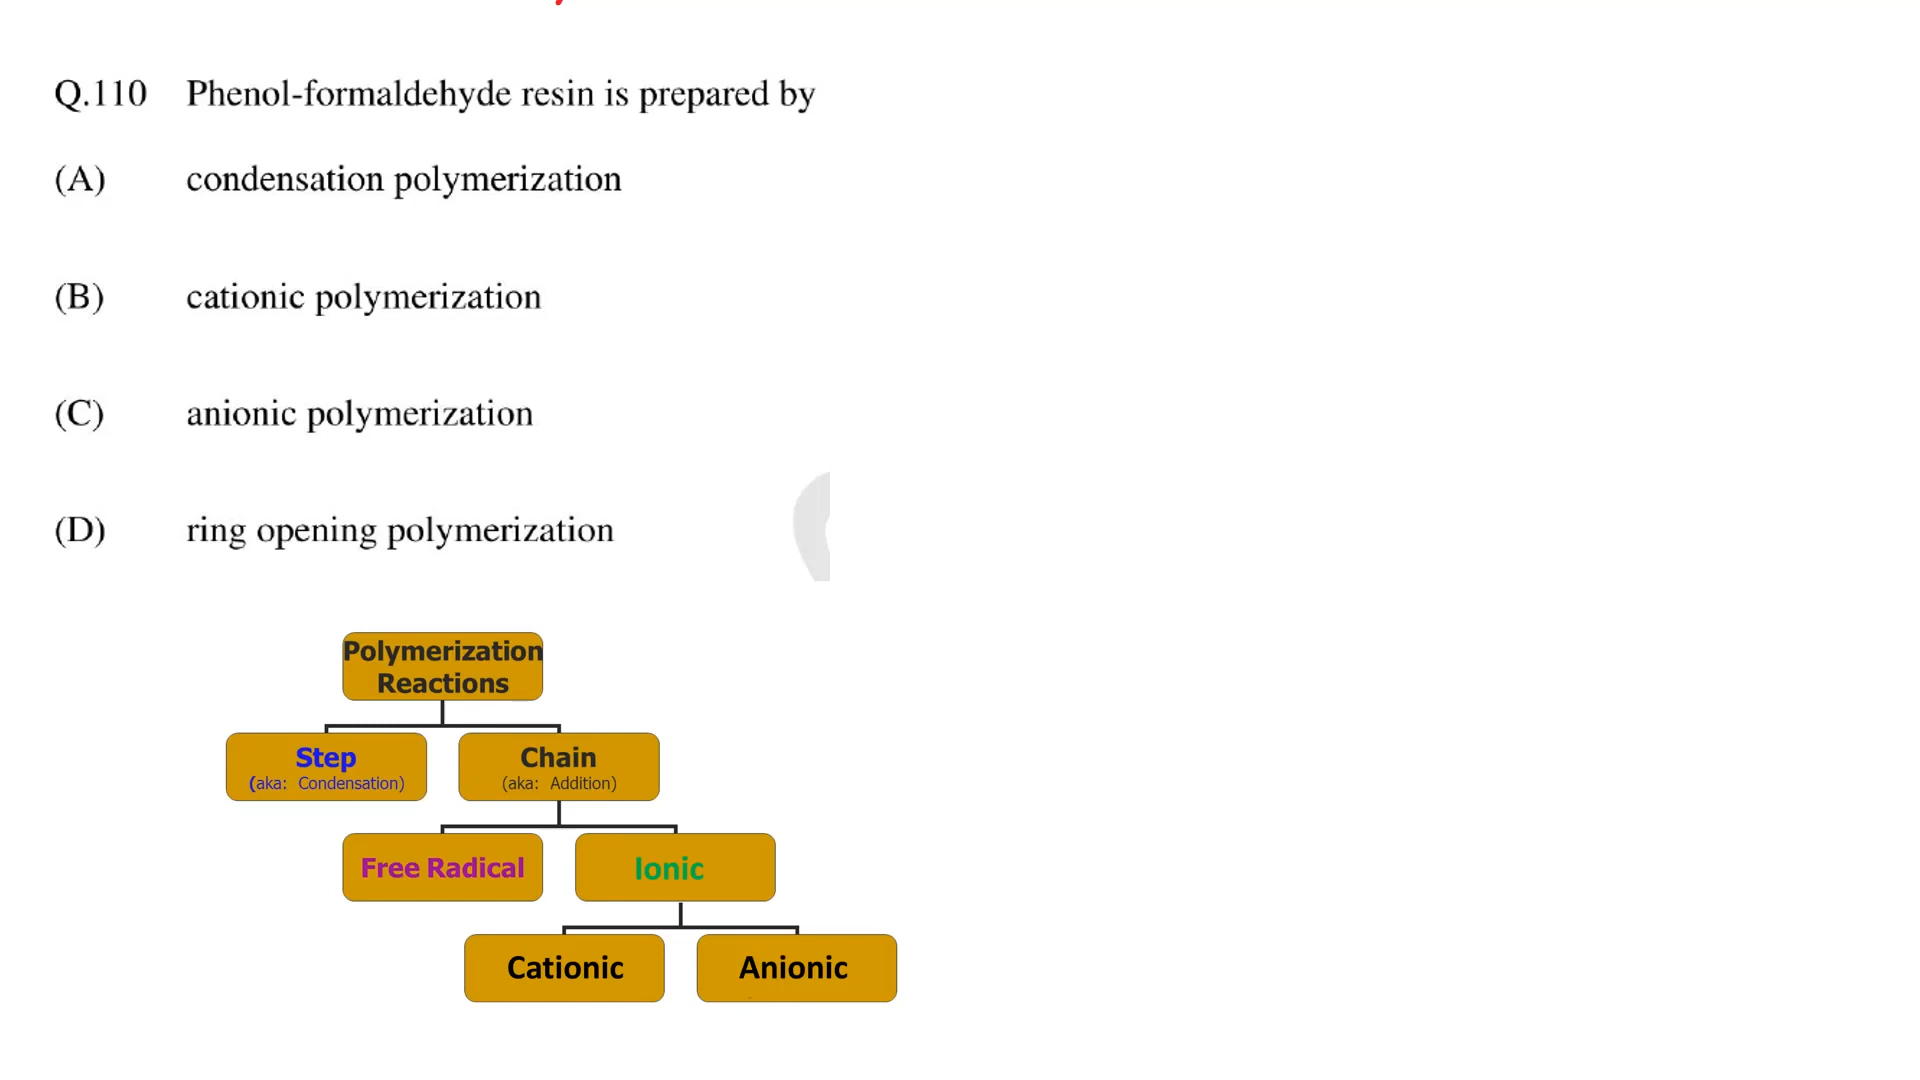 Q.110 Phenol-formaldehyde resin is prepared by
(A) condensation polymerization
(B) cationic polymerization
(C) anionic polymerization
(D) ring opening polymerization
Polymerization
Reactions
Step
(aka: Condensation)
Chain
(aka: Addition)
Free Radical
Ionic
Cationic
Anionic